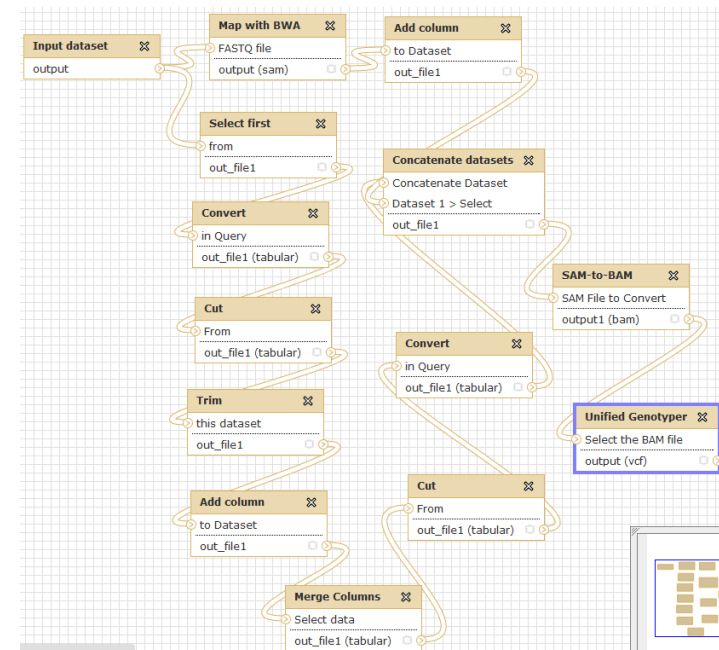 Input dataset
output
Map with BWA
FASTQ file
output (sam)
Add column
to Dataset
out_file1
Select first
from
out_file1
Concatenate datasets
Concatenate Dataset
Dataset 1 > Select
out_file1
Convert
in Query
out_file1 (tabular)
SAM-to-BAM
SAM File to Convert
output1 (bam)
Cut
From
out_file1 (tabular)
Convert
in Query
out_file1 (tabular)
Trim
this dataset
out_file1
Unified Genotyper
Select the BAM file
output (vcf)
Add column
to Dataset
out_file1
Cut
From
out_file1 (tabular)
Merge Columns
Select data
out_file1 (tabular)